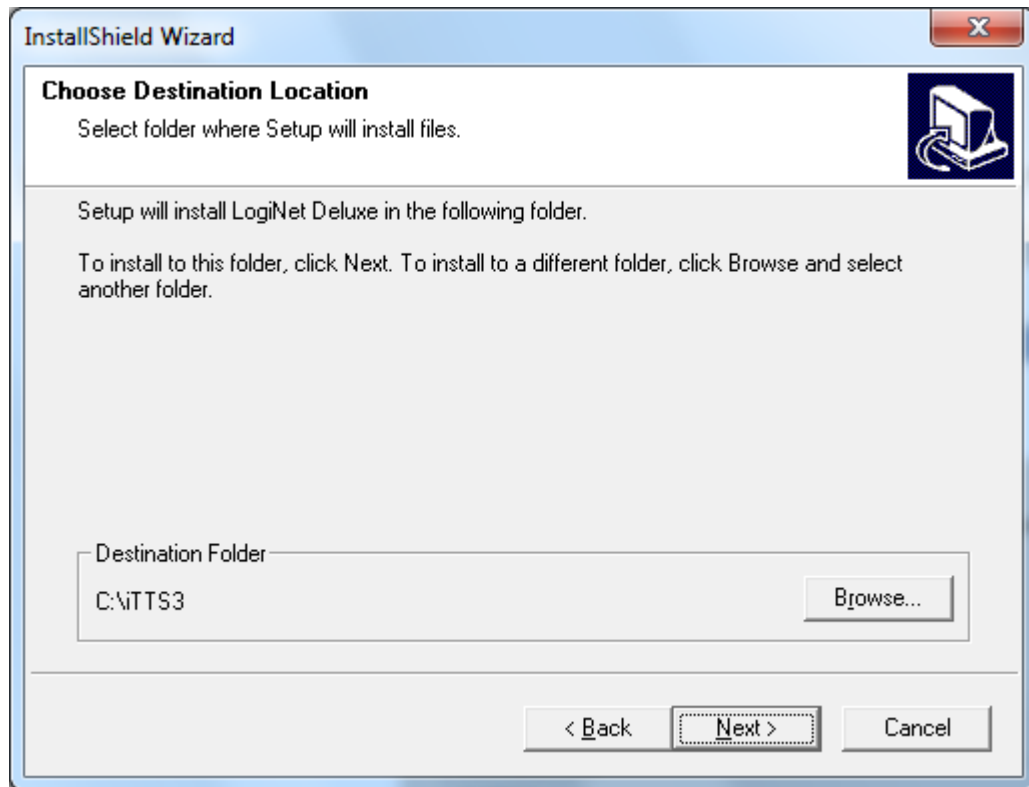 InstallShield Wizard
Choose Destination Location
Select folder where Setup will install files.
Setup will install LogiNet Deluxe in the following folder.
To install to this folder, click Next. To install to a different folder, click Browse and select
another folder.
Destination Folder
C:\iTTS3
Browse...
< Back
Next >
Cancel